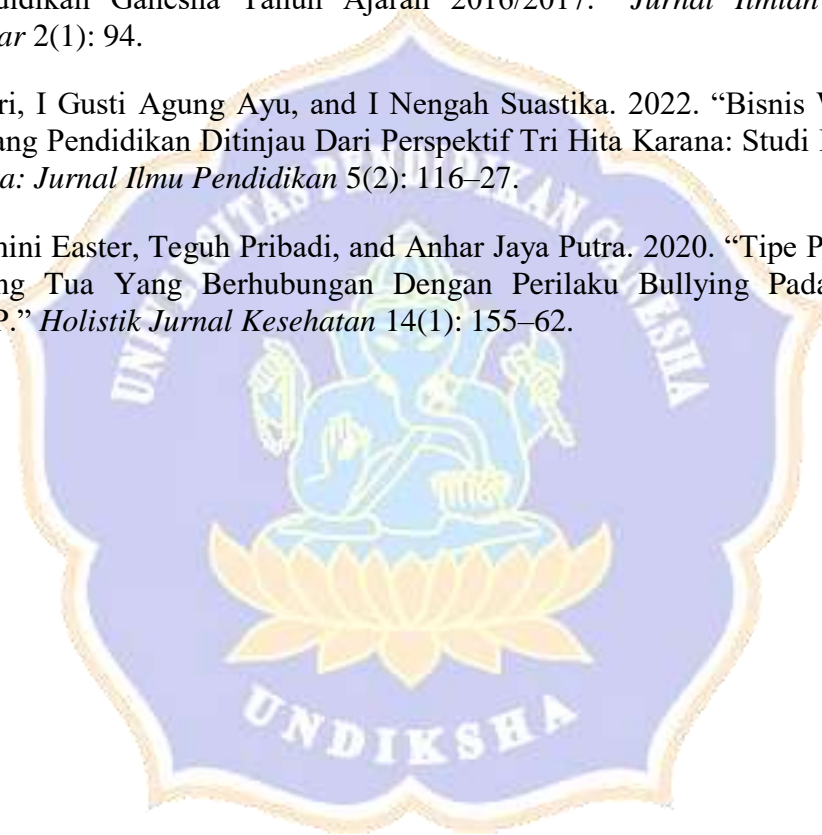 didikan Ganesha Tahun Ajaran 2016/2017.” Jurnal Ilmiah
ar 2(1): 94.
ri, I Gusti Agung Ayu, and I Nengah Suastika. 2022. “Bisnis
ang Pendidikan Ditinjau Dari Perspektif Tri Hita Karana: Studi
a: Jurnal Ilmu Pendidikan 5(2): 116–27.
Easter, Teguh Pribadi, and Anhar Jaya Putra. 2020. “Tipe
ng Tua Yang Berhubungan Dengan Perilaku Bullying Pada
P.” Holistik Jurnal Kesehatan 14(1): 155–62.
UNIVERSITAS PENDIDIKAN GANESHA
UNDIKSHA